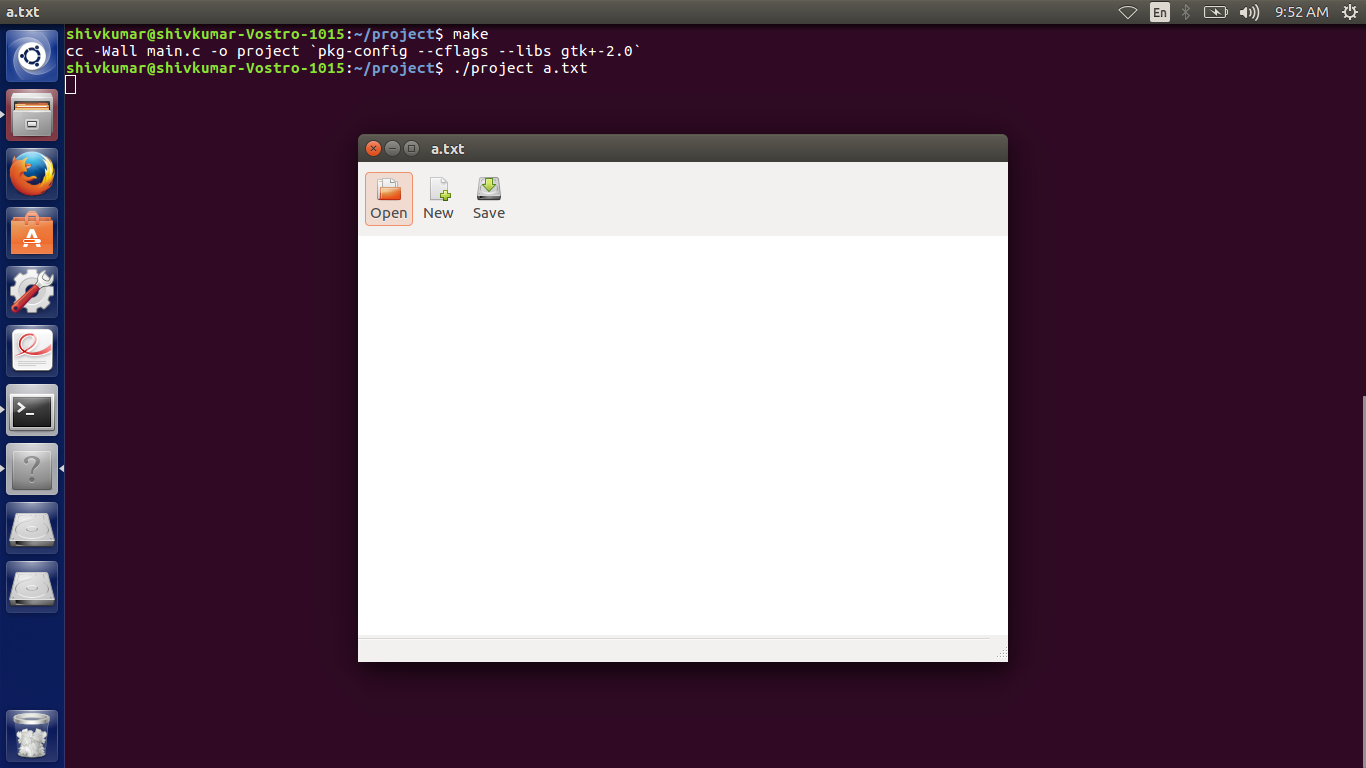 a.txt
En
9:52 AM
shivkumar@shivkumar-Vostro-1015:~/project$ make
cc -Wall main.c -o project `pkg-config --cflags --libs gtk+-2.0`
shivkumar@shivkumar-Vostro-1015:~/project$ ./project a.txt
a.txt
Open New Save